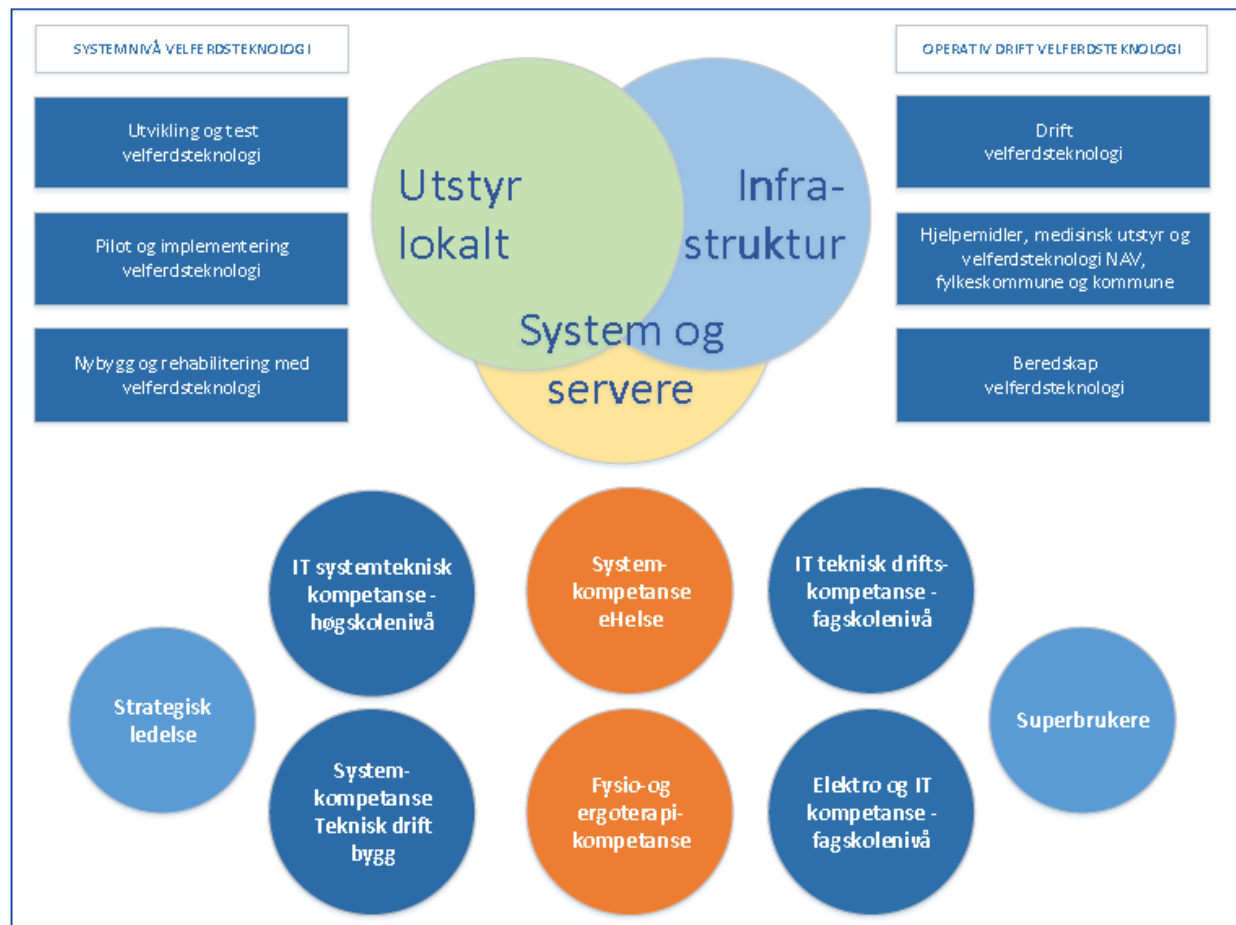 SYSTEMNIVÅ VELFERDSTEKNOLOGI
Utvikling og test
velferdsteknologi
Pilot og implementering
velferdsteknologi
Nybygg og rehabilitering med
velferdsteknologi
Utstyr
lokalt
Infra-
struktur
System og
servere
OPERATIV DRIFT VELFERDSTEKNOLOGI
Drift
velferdsteknologi
Hjelpemidler, medisinsk utstyr og
velferdsteknologi NAV,
fylkeskommune og kommune
Beredskap
velferdsteknologi
Strategisk
ledelse
IT systemteknisk
kompetanse -
høgskolenivå
System-
kompetanse
Teknisk drift
bygg
System-
kompetanse
eHelse
Fysio-og
ergoterapi-
kompetanse
IT teknisk drifts-
kompetanse -
fagskolenivå
Elektro og IT
kompetanse -
fagskolenivå
Superbrukere